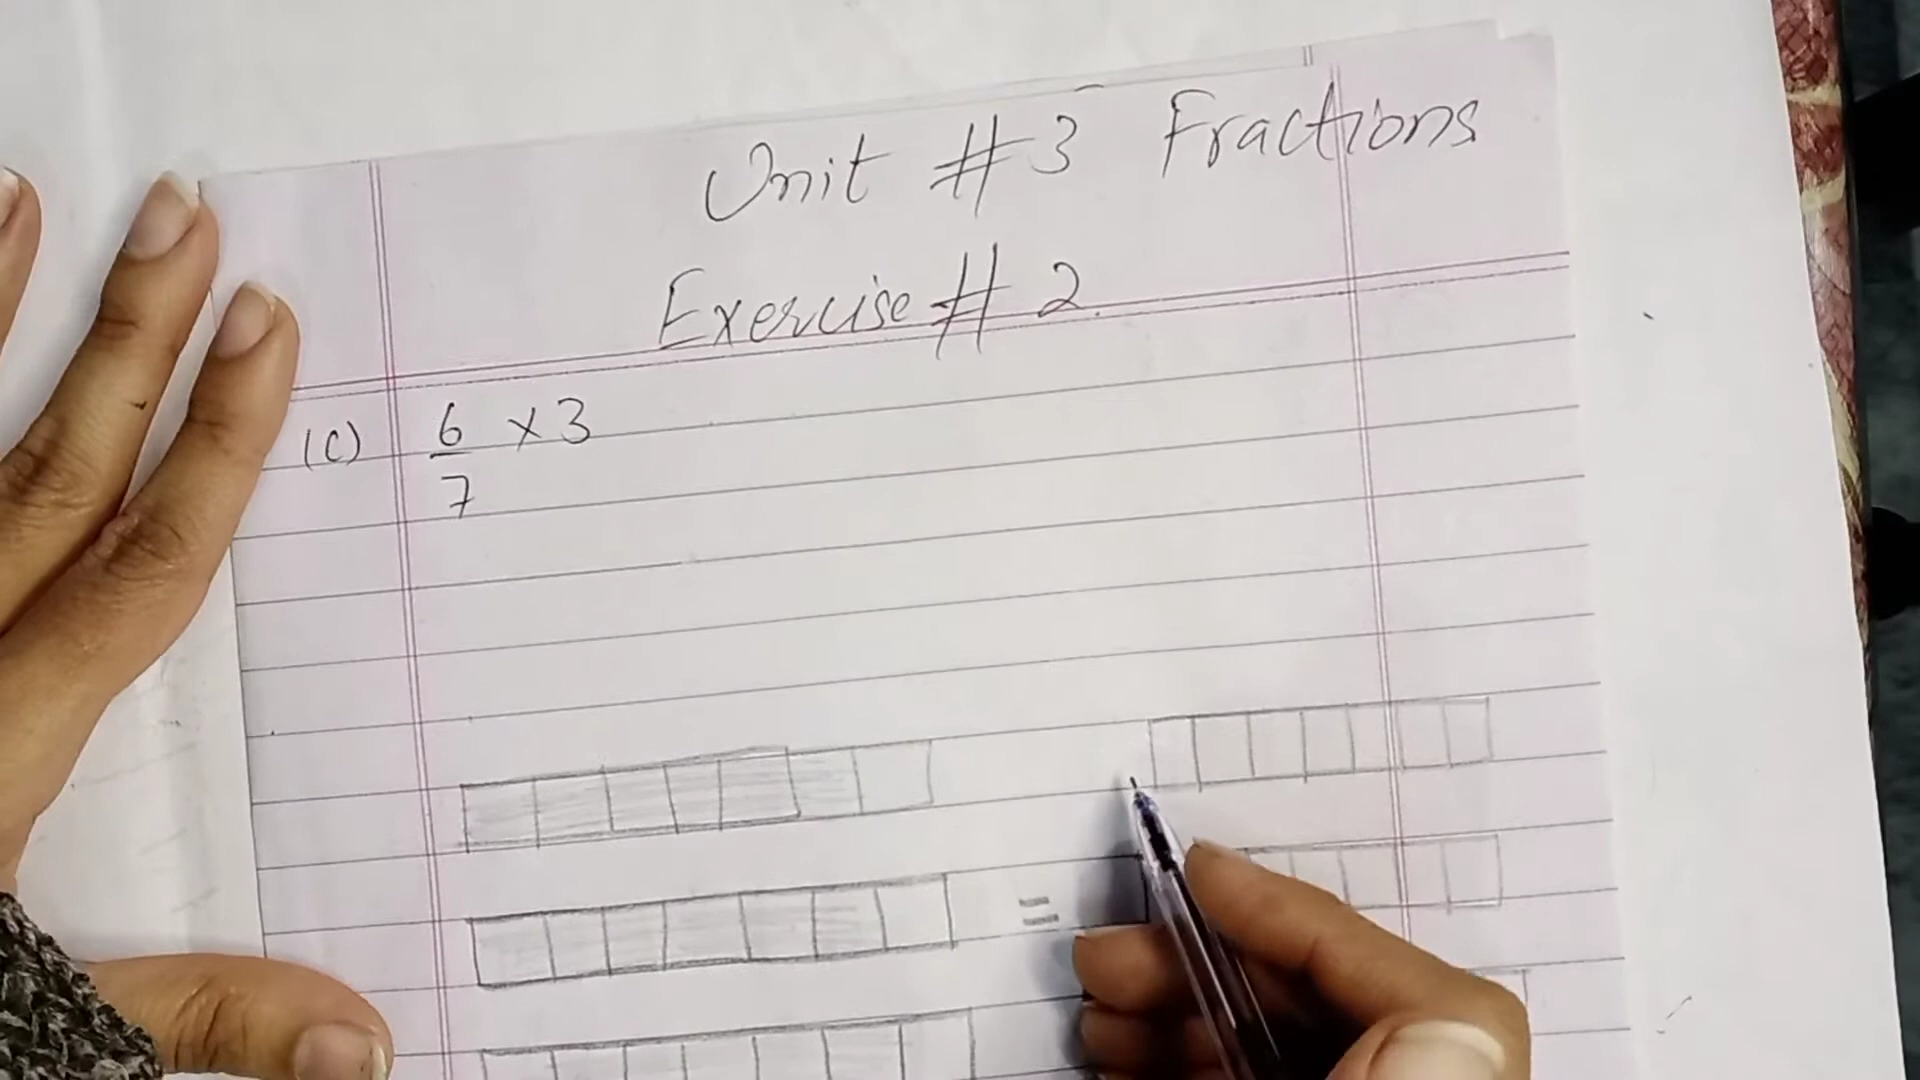 Unit #3 Fractions
Exercise # 2.
(c) 6/7 × 3
=